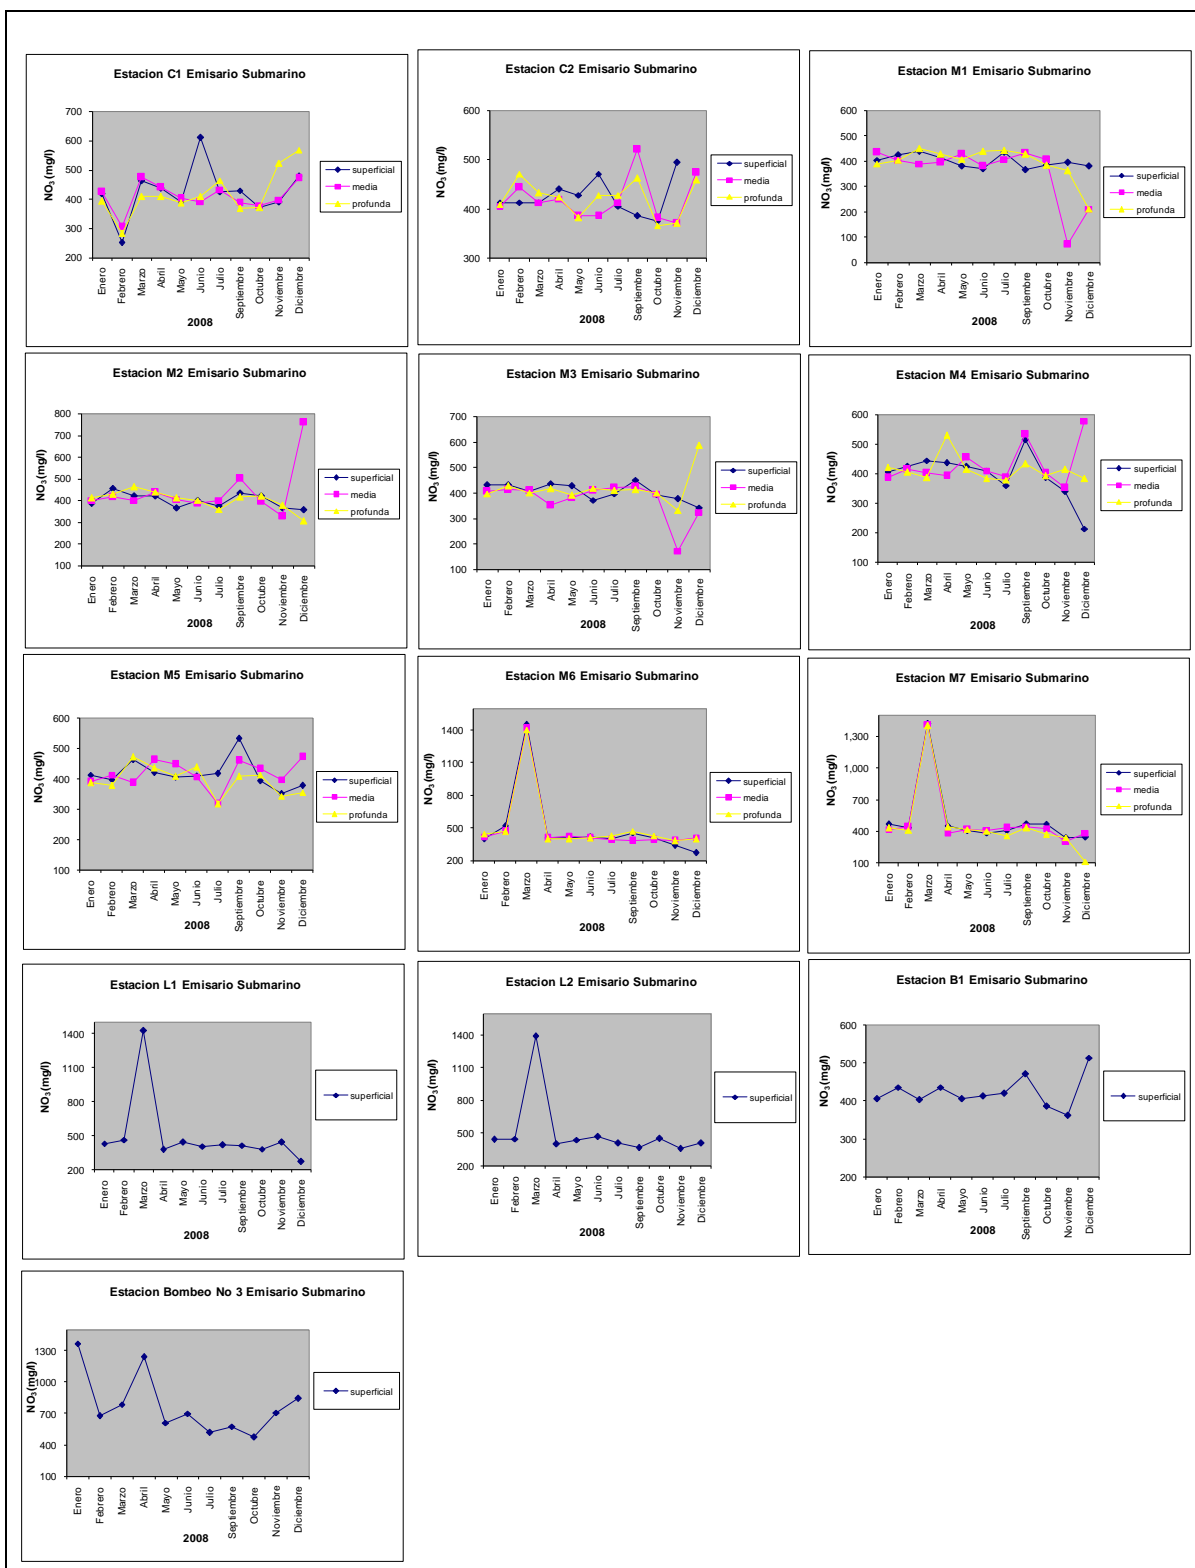 Estacion C1 Emisario Submarino
NO3(mg/l)
700
600
500
400
300
200
Enero
Febrero
Marzo
Abril
Mayo
Junio
Julio
Septiembre
Octubre
Noviembre
Diciembre
2008
superficial
media
profunda
Estacion C2 Emisario Submarino
NO3(mg/l)
600
500
400
300
Enero
Febrero
Marzo
Abril
Mayo
Junio
Julio
Septiembre
Octubre
Noviembre
Diciembre
2008
superficial
media
profunda
Estacion M1 Emisario Submarino
NO3(mg/l)
600
500
400
300
200
100
0
Enero
Febrero
Marzo
Abril
Mayo
Junio
Julio
Septiembre
Octubre
Noviembre
Diciembre
2008
superficial
media
profunda
Estacion M2 Emisario Submarino
NO3(mg/l)
800
700
600
500
400
300
200
100
Enero
Febrero
Marzo
Abril
Mayo
Junio
Julio
Septiembre
Octubre
Noviembre
Diciembre
2008
superficial
media
profunda
Estacion M3 Emisario Submarino
NO3(mg/l)
700
600
500
400
300
200
100
Enero
Febrero
Marzo
Abril
Mayo
Junio
Julio
Septiembre
Octubre
Noviembre
Diciembre
2008
superficial
media
profunda
Estacion M4 Emisario Submarino
NO3(mg/l)
600
500
400
300
200
100
Enero
Febrero
Marzo
Abril
Mayo
Junio
Julio
Septiembre
Octubre
Noviembre
Diciembre
2008
superficial
media
profunda
Estacion M5 Emisario Submarino
NO3(mg/l)
600
500
400
300
200
100
Enero
Febrero
Marzo
Abril
Mayo
Junio
Julio
Septiembre
Octubre
Noviembre
Diciembre
2008
superficial
media
profunda
Estacion M6 Emisario Submarino
NO3(mg/l)
1400
1100
800
500
200
Enero
Febrero
Marzo
Abril
Mayo
Junio
Julio
Septiembre
Octubre
Noviembre
Diciembre
2008
superficial
media
profunda
Estacion M7 Emisario Submarino
NO3(mg/l)
1,300
1,000
700
400
100
Enero
Febrero
Marzo
Abril
Mayo
Junio
Julio
Septiembre
Octubre
Noviembre
Diciembre
2008
superficial
media
profunda
Estacion L1 Emisario Submarino
NO3(mg/l)
1400
1100
800
500
200
Enero
Febrero
Marzo
Abril
Mayo
Junio
Julio
Septiembre
Octubre
Noviembre
Diciembre
2008
superficial
Estacion L2 Emisario Submarino
NO3(mg/l)
1400
1100
800
500
200
Enero
Febrero
Marzo
Abril
Mayo
Junio
Julio
Septiembre
Octubre
Noviembre
Diciembre
2008
superficial
Estacion B1 Emisario Submarino
NO3(mg/l)
600
500
400
300
200
Enero
Febrero
Marzo
Abril
Mayo
Junio
Julio
Septiembre
Octubre
Noviembre
Diciembre
2008
superficial
Estacion Bombeo No 3 Emisario Submarino
NO3(mg/l)
1300
1000
700
400
100
Enero
Febrero
Marzo
Abril
Mayo
Junio
Julio
Septiembre
Octubre
Noviembre
Diciembre
2008
superficial